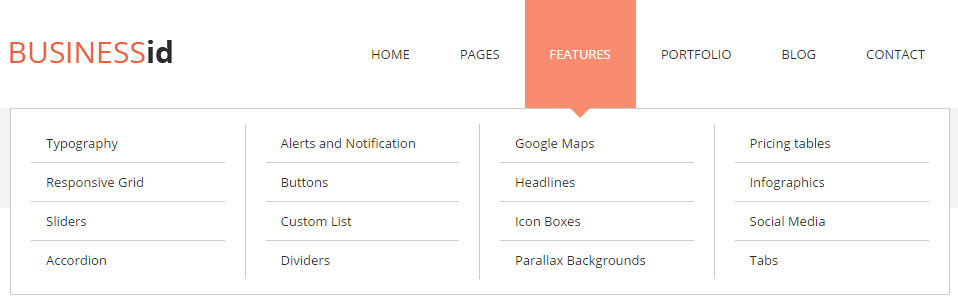 BUSINESSid
HOME PAGES FEATURES PORTFOLIO BLOG CONTACT
Typography
Responsive Grid
Sliders
Accordion
Alerts and Notification
Buttons
Custom List
Dividers
Google Maps
Headlines
Icon Boxes
Parallax Backgrounds
Pricing tables
Infographics
Social Media
Tabs